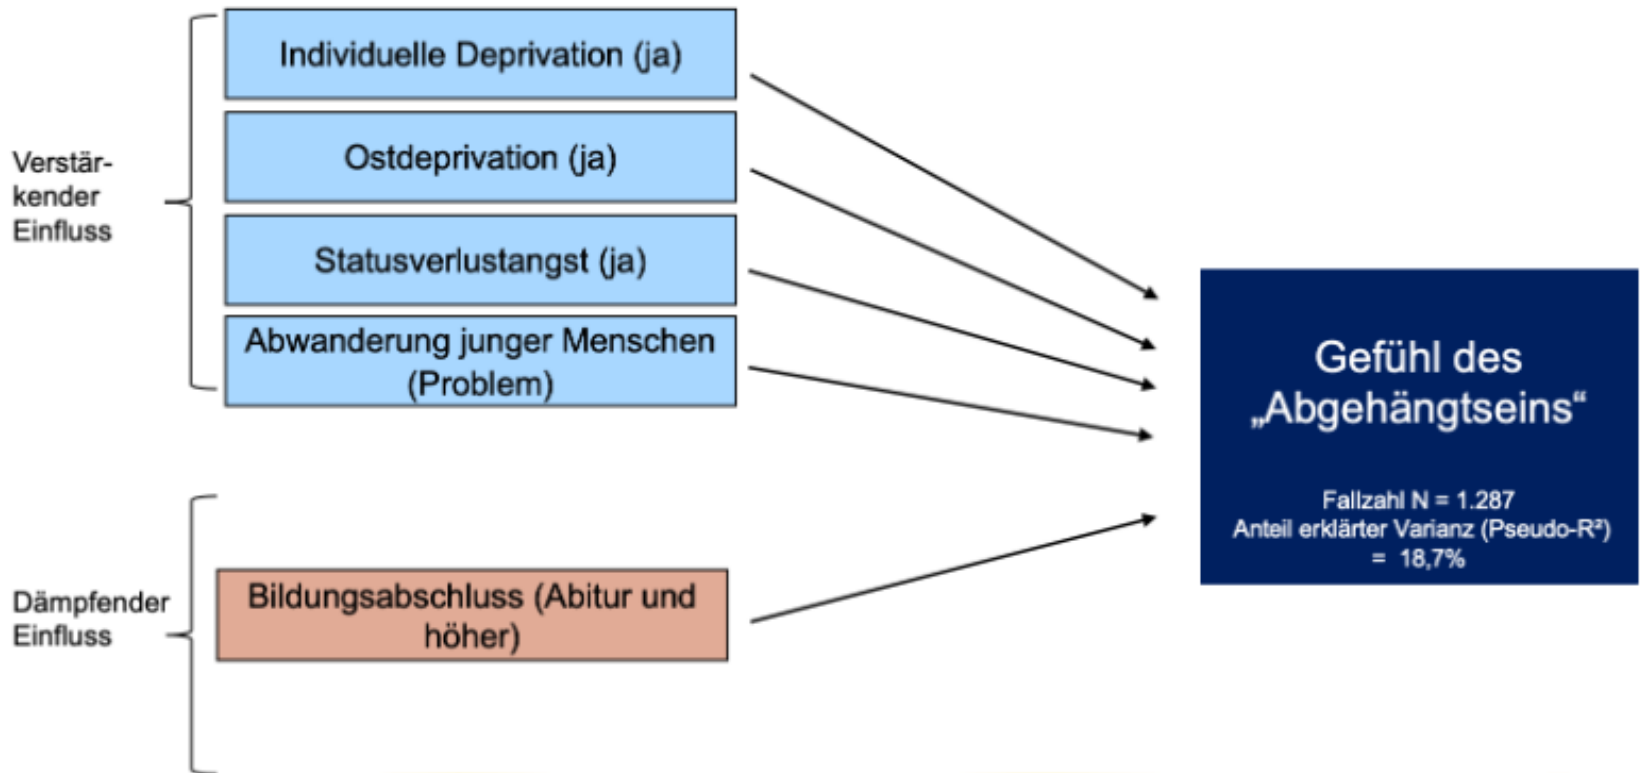 Verstär-
kender
Einfluss
Individuelle Deprivation (ja)
Ostdeprivation (ja)
Statusverlustangst (ja)
Abwanderung junger Menschen
(Problem)
Dämpfender
Einfluss
Bildungsabschluss (Abitur und
höher)
Gefühl des
„Abgehängtseins“
Fallzahl N = 1.287
Anteil erklärter Varianz (Pseudo-R²)
= 18,7%